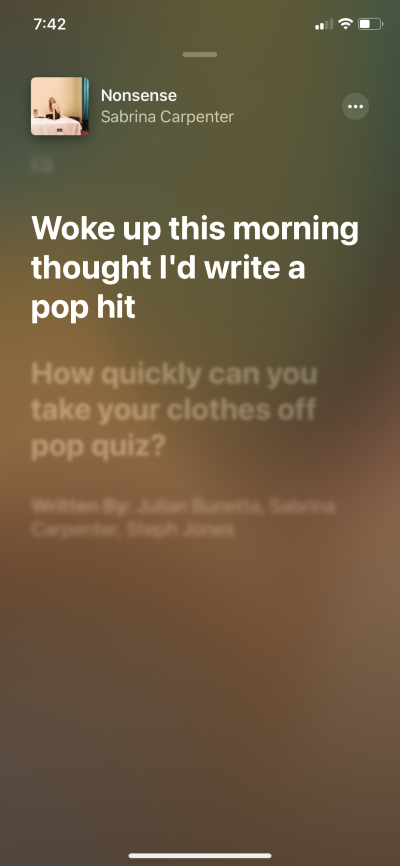 7:42
Nonsense
Sabrina Carpenter
is
Woke up this morning
thought I'd write a
pop hit
How quickly can you
take your clothes off
pop quiz?
Written By: Julian Bunetta, Sabrina
Carpenter, Steph Jones